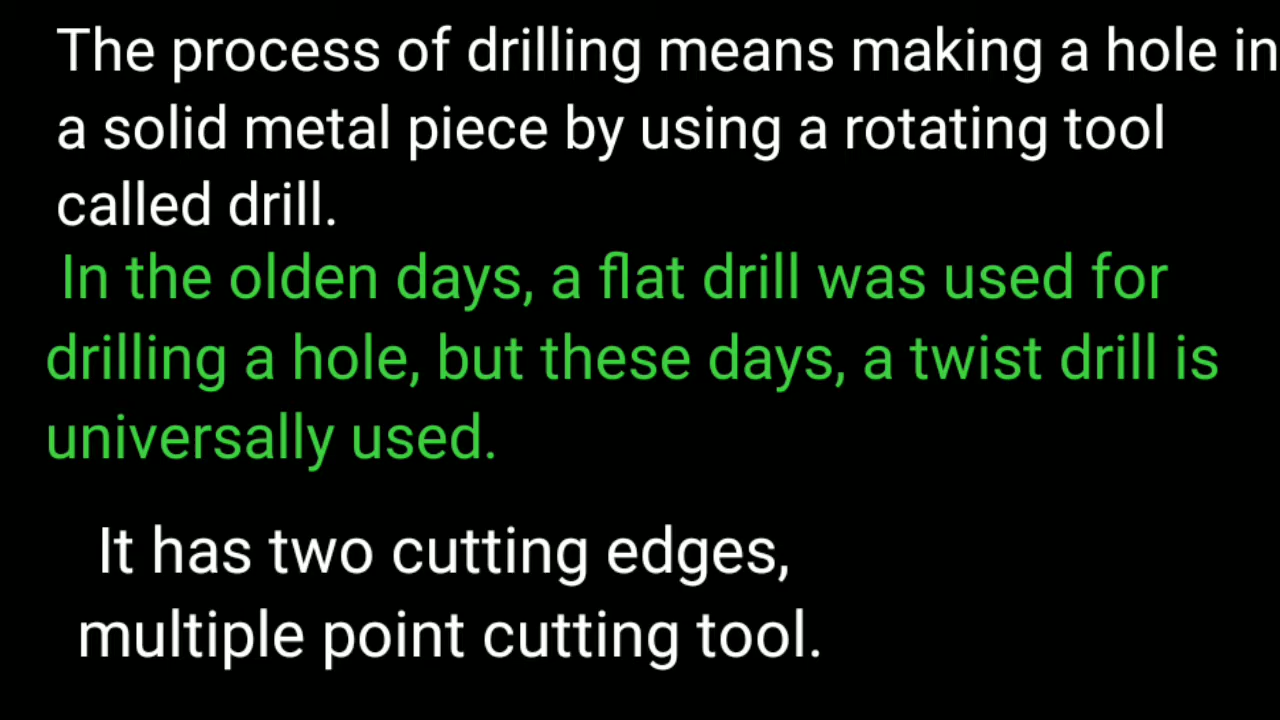 The process of drilling means making a hole in
a solid metal piece by using a rotating tool
called drill.
In the olden days, a flat drill was used for
drilling a hole, but these days, a twist drill is
universally used.
It has two cutting edges,
multiple point cutting tool.